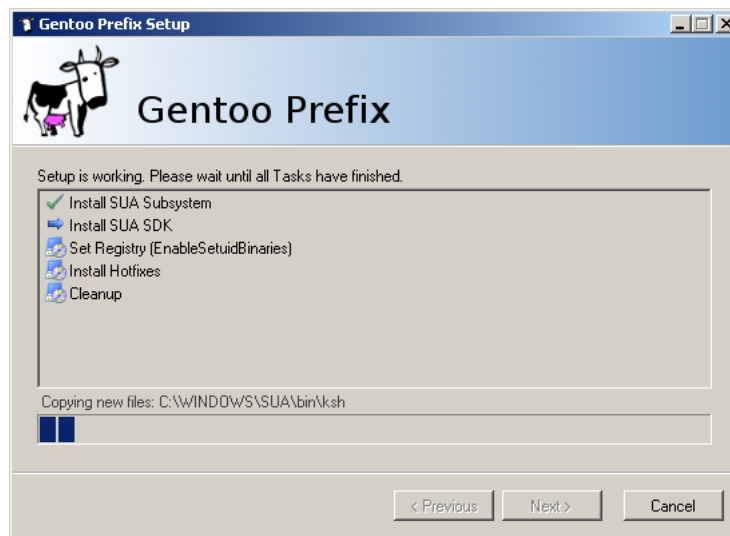 Gentoo Prefix Setup
Gentoo Prefix
Setup is working. Please wait until all Tasks have finished.
Install SUA Subsystem
Install SUA SDK
Set Registry (EnableSetuidBinaries)
Install Hotfixes
Cleanup
Copying new files: C:\WINDOWS\SUA\bin\ksh
< Previous Next > Cancel